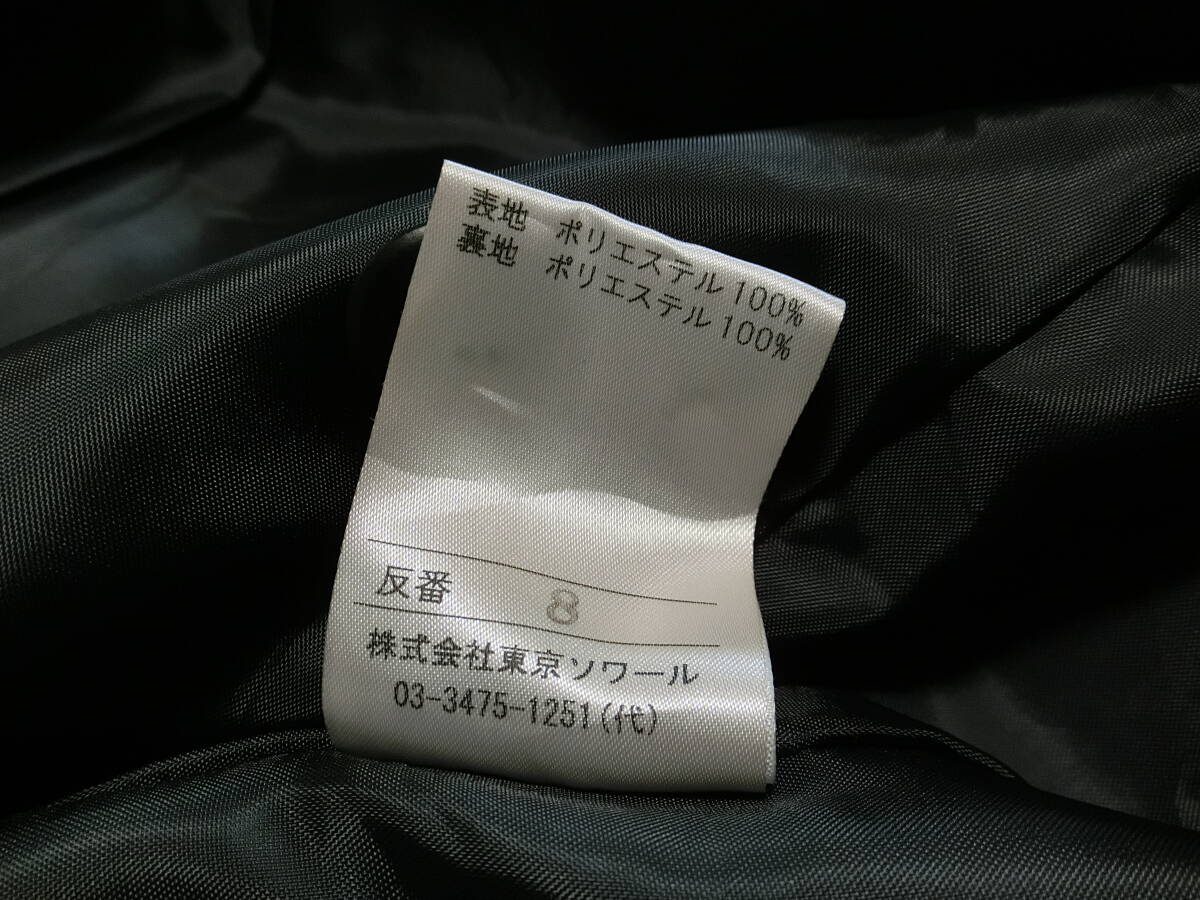 表地 ポリエステル100%
裏地 ポリエステル100%
反番 8
株式会社東京ソワール
03-3475-1251(代)